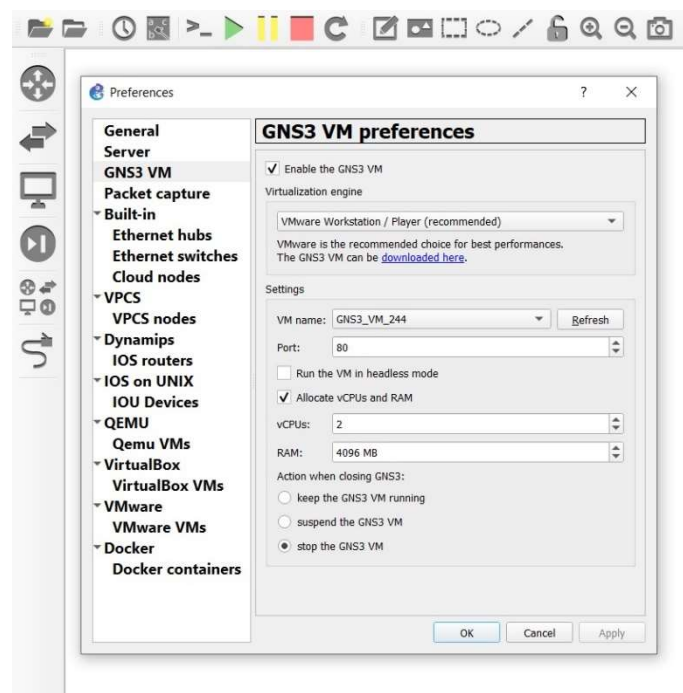 Preferences
?
General
Server
GNS3 VM
Packet capture
Built-in
Ethernet hubs
Ethernet switches
Cloud nodes
VPCS
VPCS nodes
Dynamips
IOS routers
IOS on UNIX
IOU Devices
QEMU
Qemu VMs
VirtualBox
VirtualBox VMs
VMware
VMware VMs
Docker
Docker containers
GNS3 VM preferences
Enable the GNS3 VM
Virtualization engine
VMware Workstation / Player (recommended)
VMware is the recommended choice for best performances.
The GNS3 VM can be downloaded here.
Settings
VM name: GNS3_VM_244 Refresh
Port: 80
Run the VM in headless mode
Allocate vCPUs and RAM
vCPUs: 2
RAM: 4096 MB
Action when closing GNS3:
keep the GNS3 VM running
suspend the GNS3 VM
stop the GNS3 VM
OK Cancel Apply